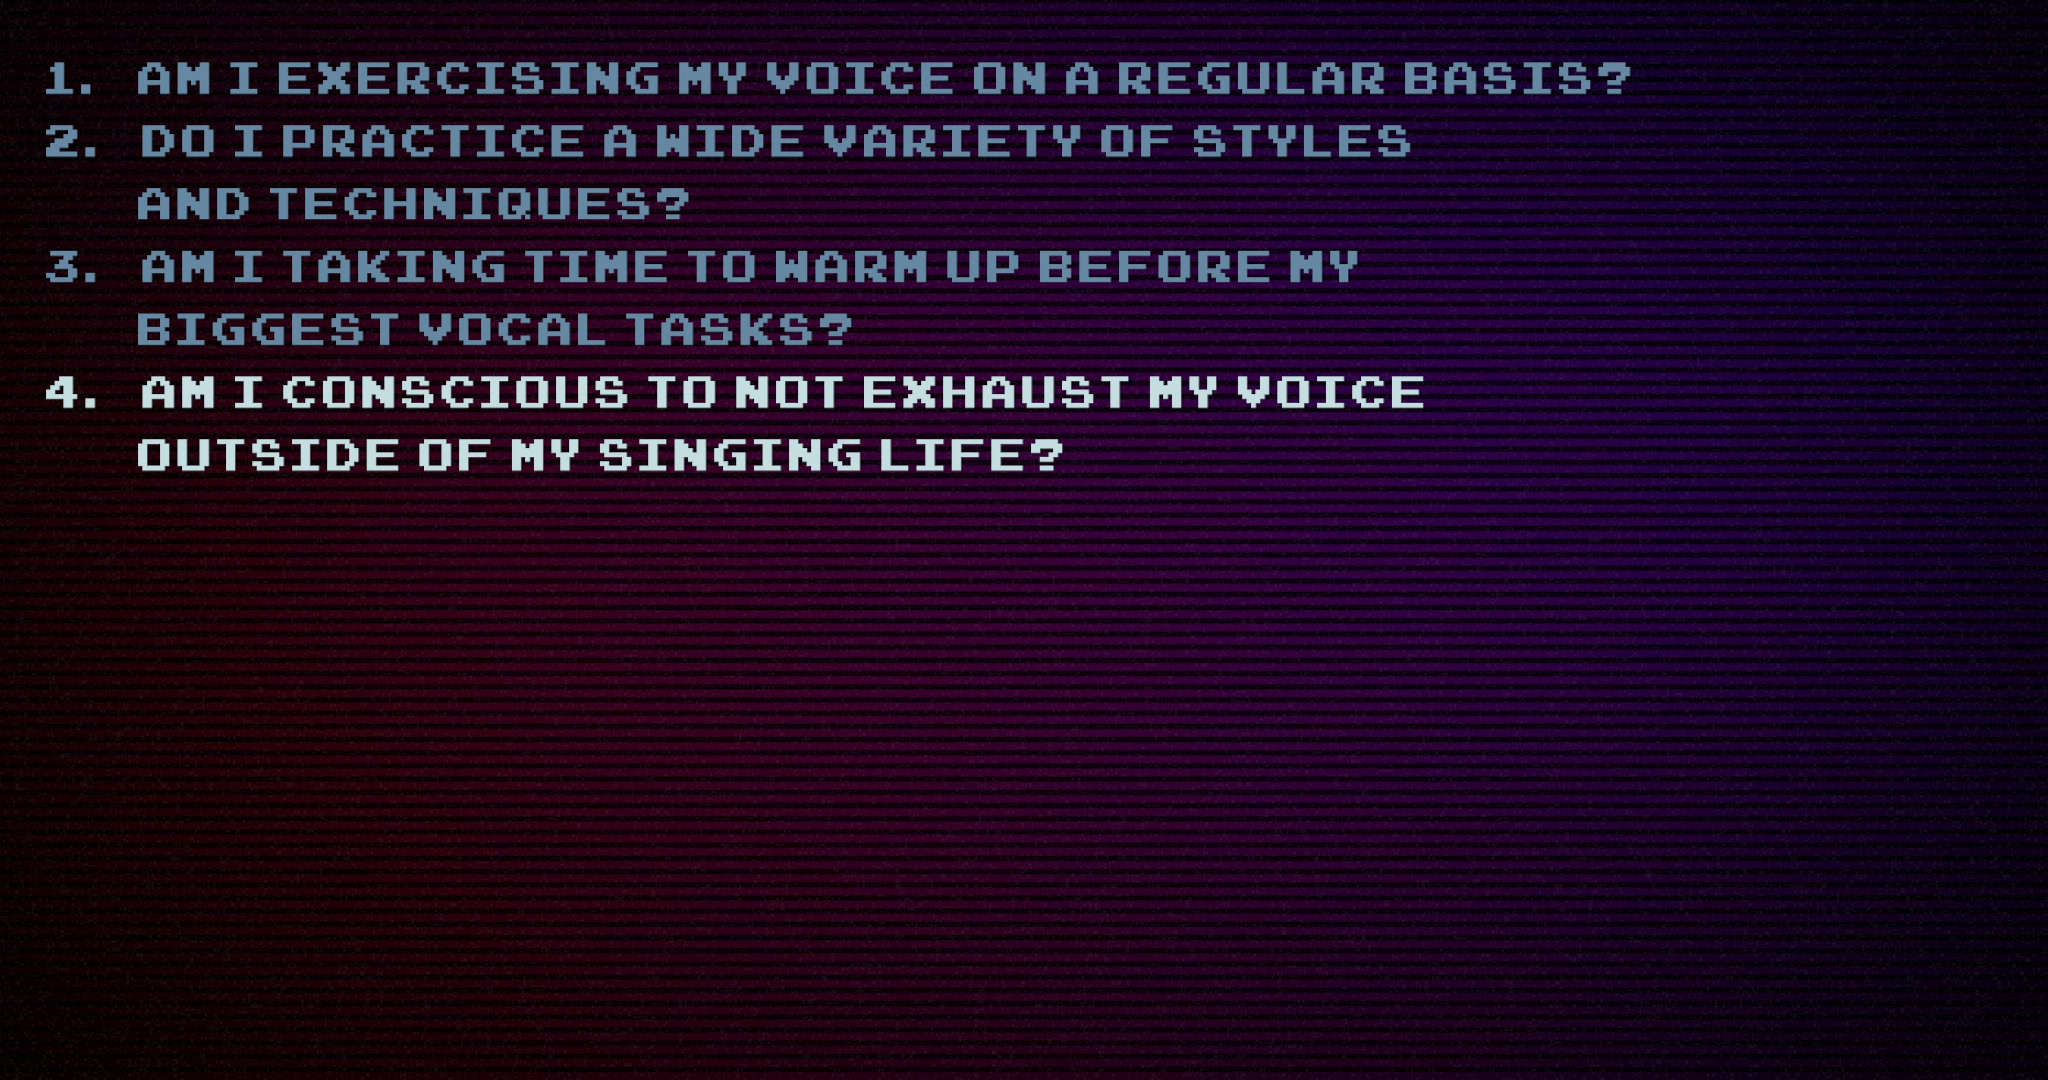 1. AM I EXERCISING MY VOICE ON A REGULAR BASIS?
2. DO I PRACTICE A WIDE VARIETY OF STYLES
AND TECHNIQUES?
3. AM I TAKING TIME TO WARM UP BEFORE MY
BIGGEST VOCAL TASKS?
4. AM I CONSCIOUS TO NOT EXHAUST MY VOICE
OUTSIDE OF MY SINGING LIFE?